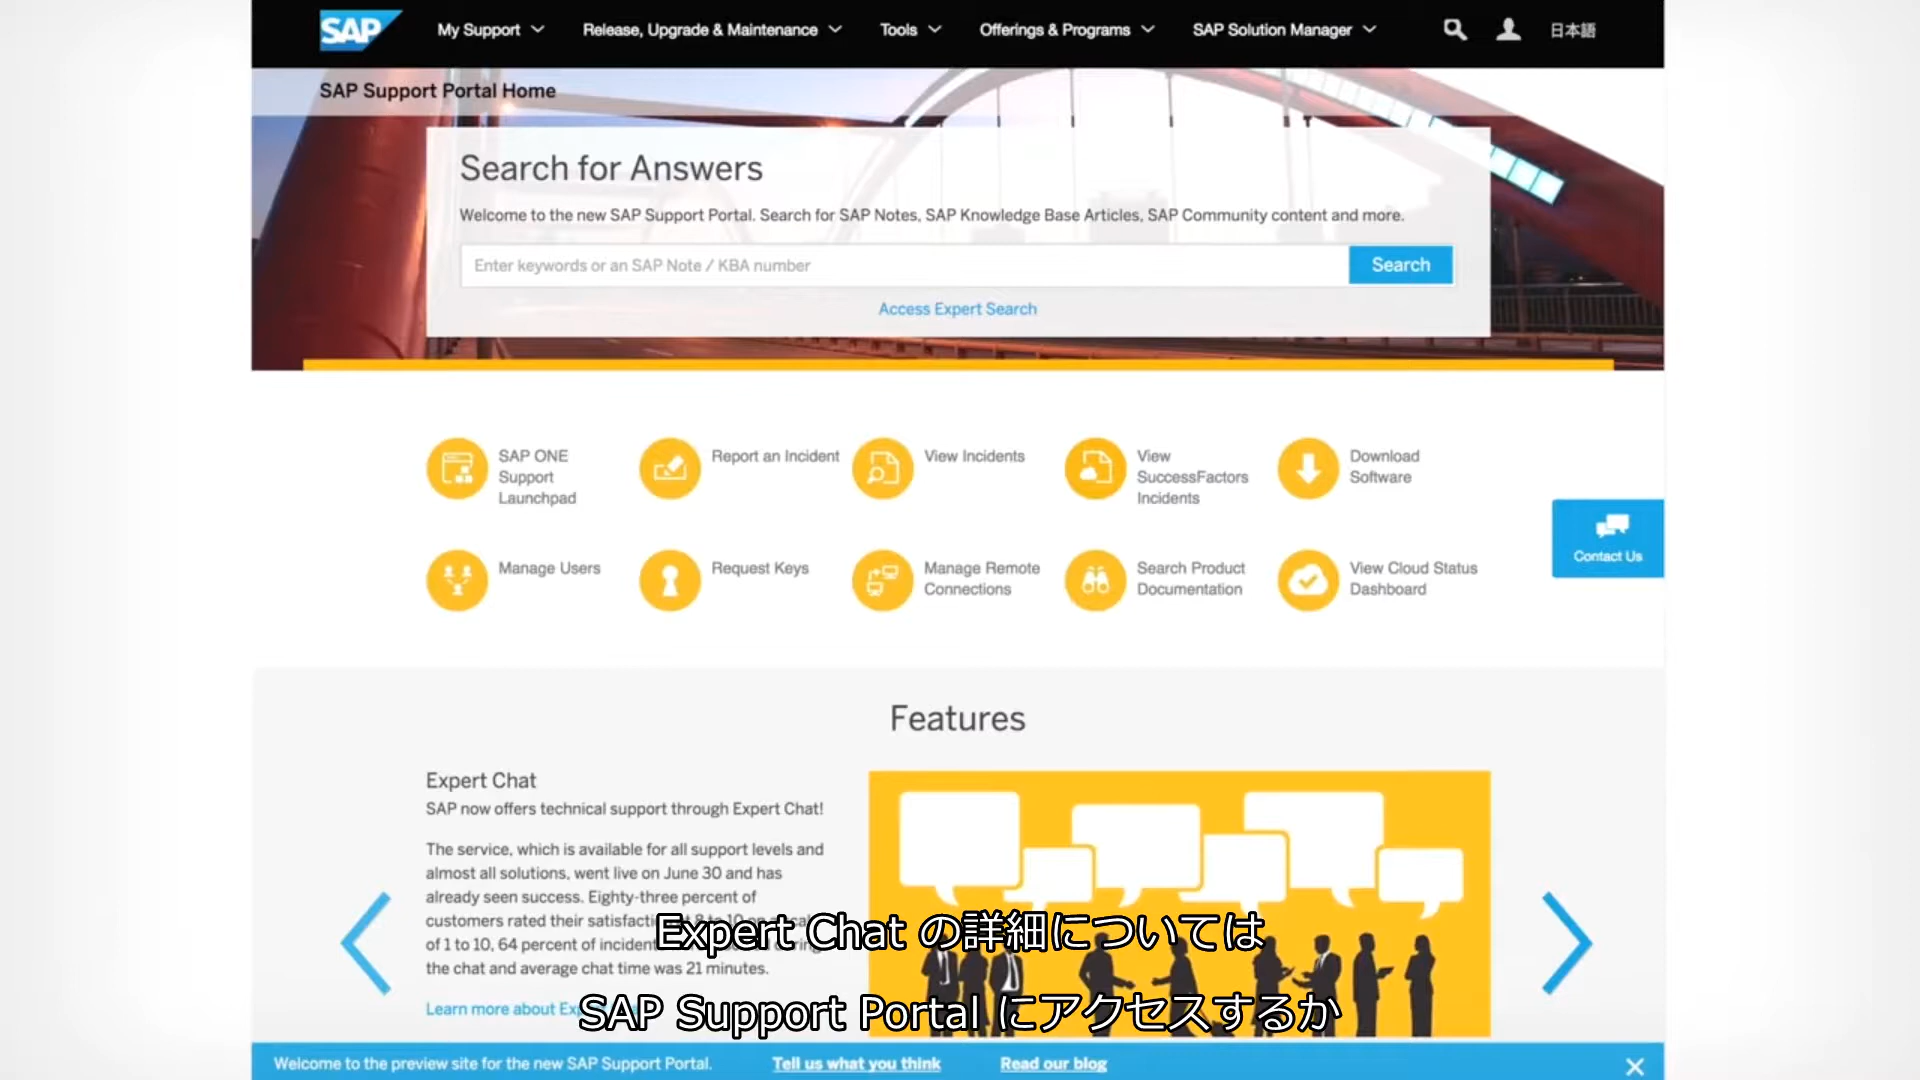 SAP
My Support
Release, Upgrade & Maintenance
Tools
Offerings & Programs
SAP Solution Manager
日本語
SAP Support Portal Home
Search for Answers
Welcome to the new SAP Support Portal. Search for SAP Notes, SAP Knowledge Base Articles, SAP Community content and more.
Enter keywords or an SAP Note / KBA number
Search
Access Expert Search
SAP ONE
Support
Launchpad
Report an Incident
View Incidents
View
SuccessFactors
Incidents
Download
Software
Contact Us
Manage Users
Request Keys
Manage Remote
Connections
Search Product
Documentation
View Cloud Status
Dashboard
Features
Expert Chat
SAP now offers technical support through Expert Chat!
The service, which is available for all support levels and
almost all solutions, went live on June 30 and has
already seen success. Eighty-three percent of
customers rated their
of 1 to 10, 64 percent of
the chat and average chat time was 21 minutes.
Learn more about
Expert Chat の詳細については
SAP Support Portal にアクセスするか
Welcome to the preview site for the new SAP Support Portal.
Tell us what you think
Read our blog